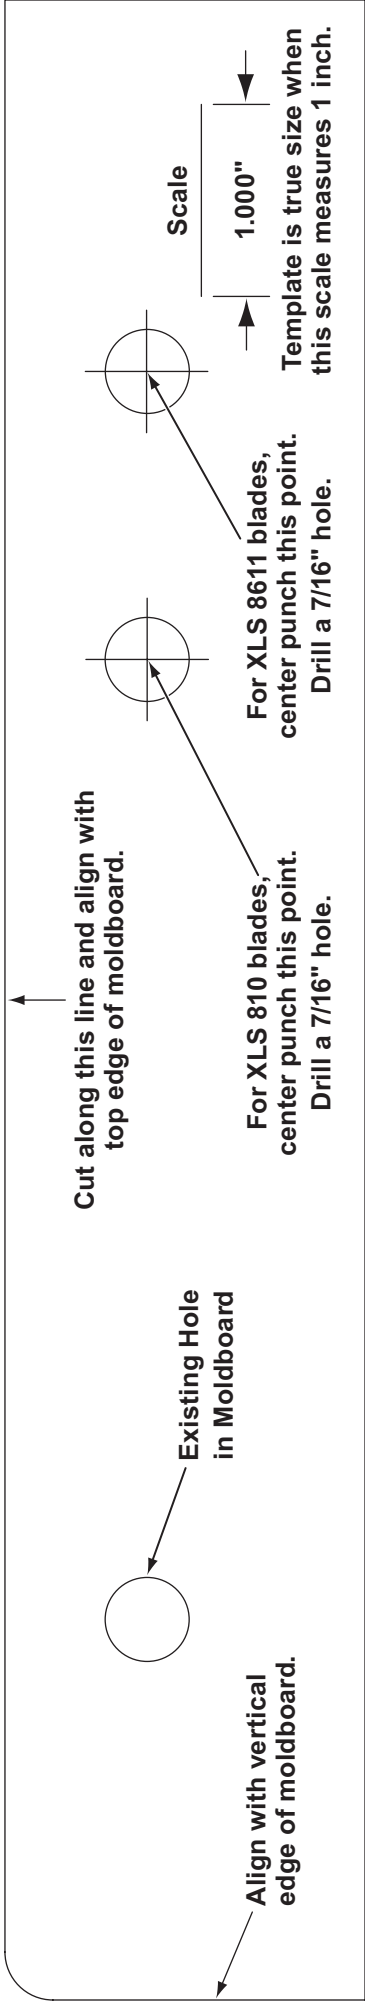 Align with vertical
edge of moldboard.
Existing Hole
in Moldboard
Cut along this line and align with
top edge of moldboard.
For XLS 810 blades,
center punch this point.
Drill a 7/16" hole.
For XLS 8611 blades,
center punch this point.
Drill a 7/16" hole.
Scale
1.000"
Template is true size when
this scale measures 1 inch.